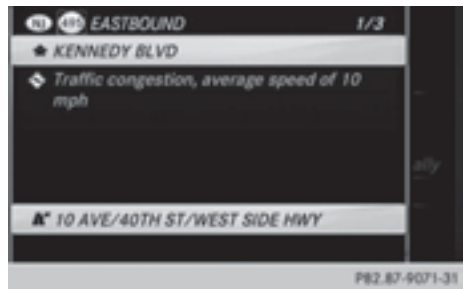 NJ 495 EASTBOUND 1/3
KENNEDY BLVD
Traffic congestion, average speed of 10
mph
ally
10 AVE/40TH ST/WEST SIDE HWY
P82.87-9071-31